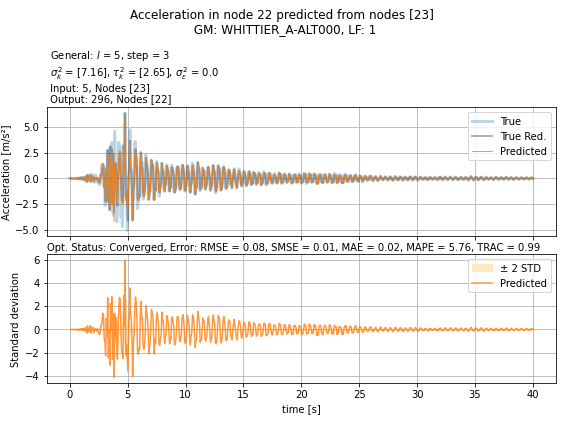 Acceleration in node 22 predicted from nodes [23]
GM: WHITTIER_A-ALT000, LF: 1
General: l = 5, step = 3
σ²ₖ = [7.16], τ²ₖ = [2.65], σ²ε = 0.0
Input: 5, Nodes [23]
Output: 296, Nodes [22]
Acceleration [m/s²]
5.0
2.5
0.0
−2.5
−5.0
True
True Red.
Predicted
Opt. Status: Converged, Error: RMSE = 0.08, SMSE = 0.01, MAE = 0.02, MAPE = 5.76, TRAC = 0.99
Standard deviation
6
4
2
0
−2
−4
± 2 STD
Predicted
0 5 10 15 20 25 30 35 40
time [s]